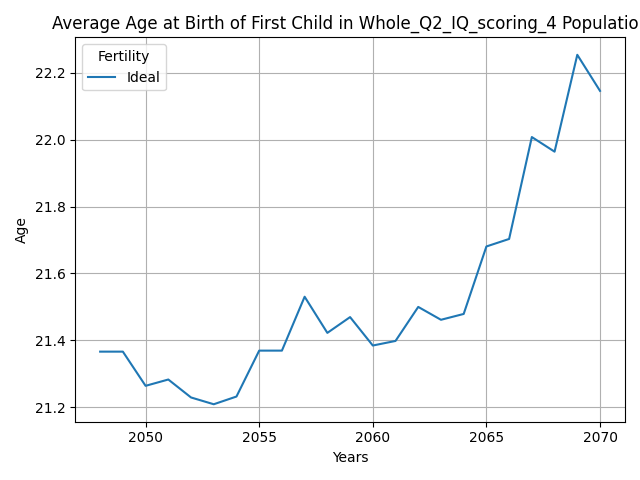 Average Age at Birth of First Child in Whole_Q2_IQ_scoring_4 Populatio
Fertility
Ideal
22.2
22.0
21.8
21.6
21.4
21.2
Age
2050 2055 2060 2065 2070
Years